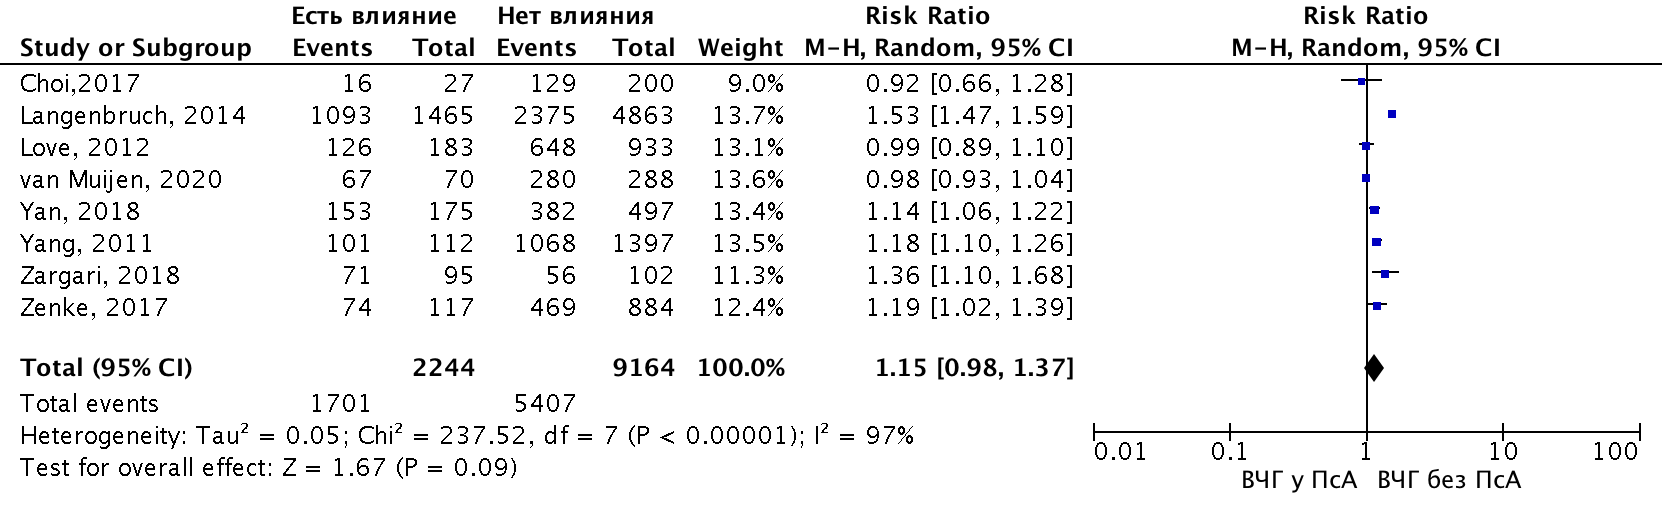 Есть влияние Нет влияния Risk Ratio Risk Ratio
Study or Subgroup Events Total Events Total Weight M-H, Random, 95% CI M-H, Random, 95% CI
Choi,2017 16 27 129 200 9.0% 0.92 [0.66, 1.28]
Langenbruch, 2014 1093 1465 2375 4863 13.7% 1.53 [1.47, 1.59]
Love, 2012 126 183 648 933 13.1% 0.99 [0.89, 1.10]
van Muijen, 2020 67 70 280 288 13.6% 0.98 [0.93, 1.04]
Yan, 2018 153 175 382 497 13.4% 1.14 [1.06, 1.22]
Yang, 2011 101 112 1068 1397 13.5% 1.18 [1.10, 1.26]
Zargari, 2018 71 95 56 102 11.3% 1.36 [1.10, 1.68]
Zenke, 2017 74 117 469 884 12.4% 1.19 [1.02, 1.39]
Total (95% CI) 2244 9164 100.0% 1.15 [0.98, 1.37]
Total events 1701 5407
Heterogeneity: Tau² = 0.05; Chi² = 237.52, df = 7 (P < 0.00001); I² = 97%
Test for overall effect: Z = 1.67 (P = 0.09)
0.01 0.1 1 10 100
ВЧГ у ПсА ВЧГ без ПсА